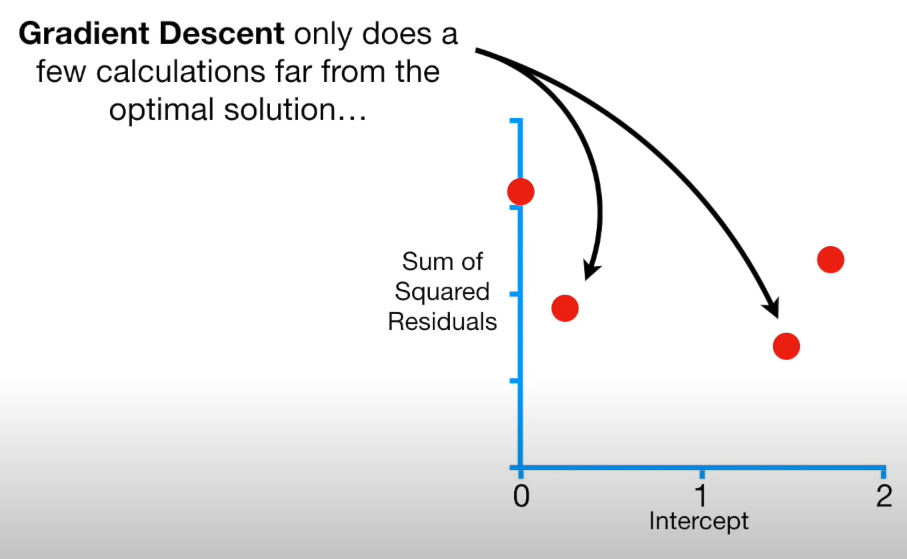 Gradient Descent only does a
few calculations far from the
optimal solution…
Sum of
Squared
Residuals
0
1
2
Intercept